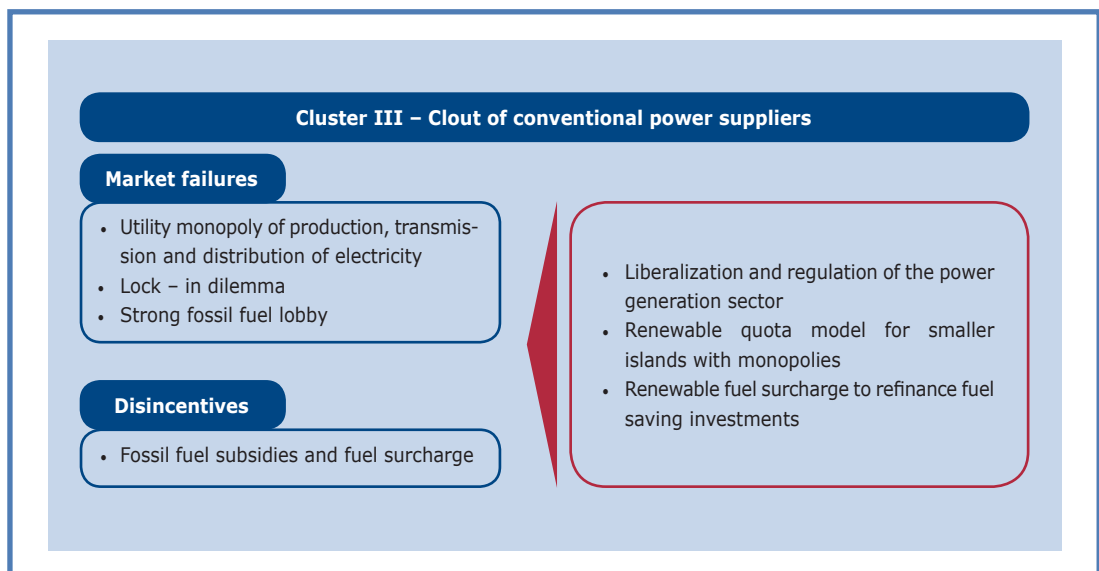 Cluster III – Clout of conventional power suppliers
Market failures
• Utility monopoly of production, transmis-
sion and distribution of electricity
• Lock – in dilemma
• Strong fossil fuel lobby
Disincentives
• Fossil fuel subsidies and fuel surcharge
• Liberalization and regulation of the power
generation sector
• Renewable quota model for smaller
islands with monopolies
• Renewable fuel surcharge to refinance fuel
saving investments